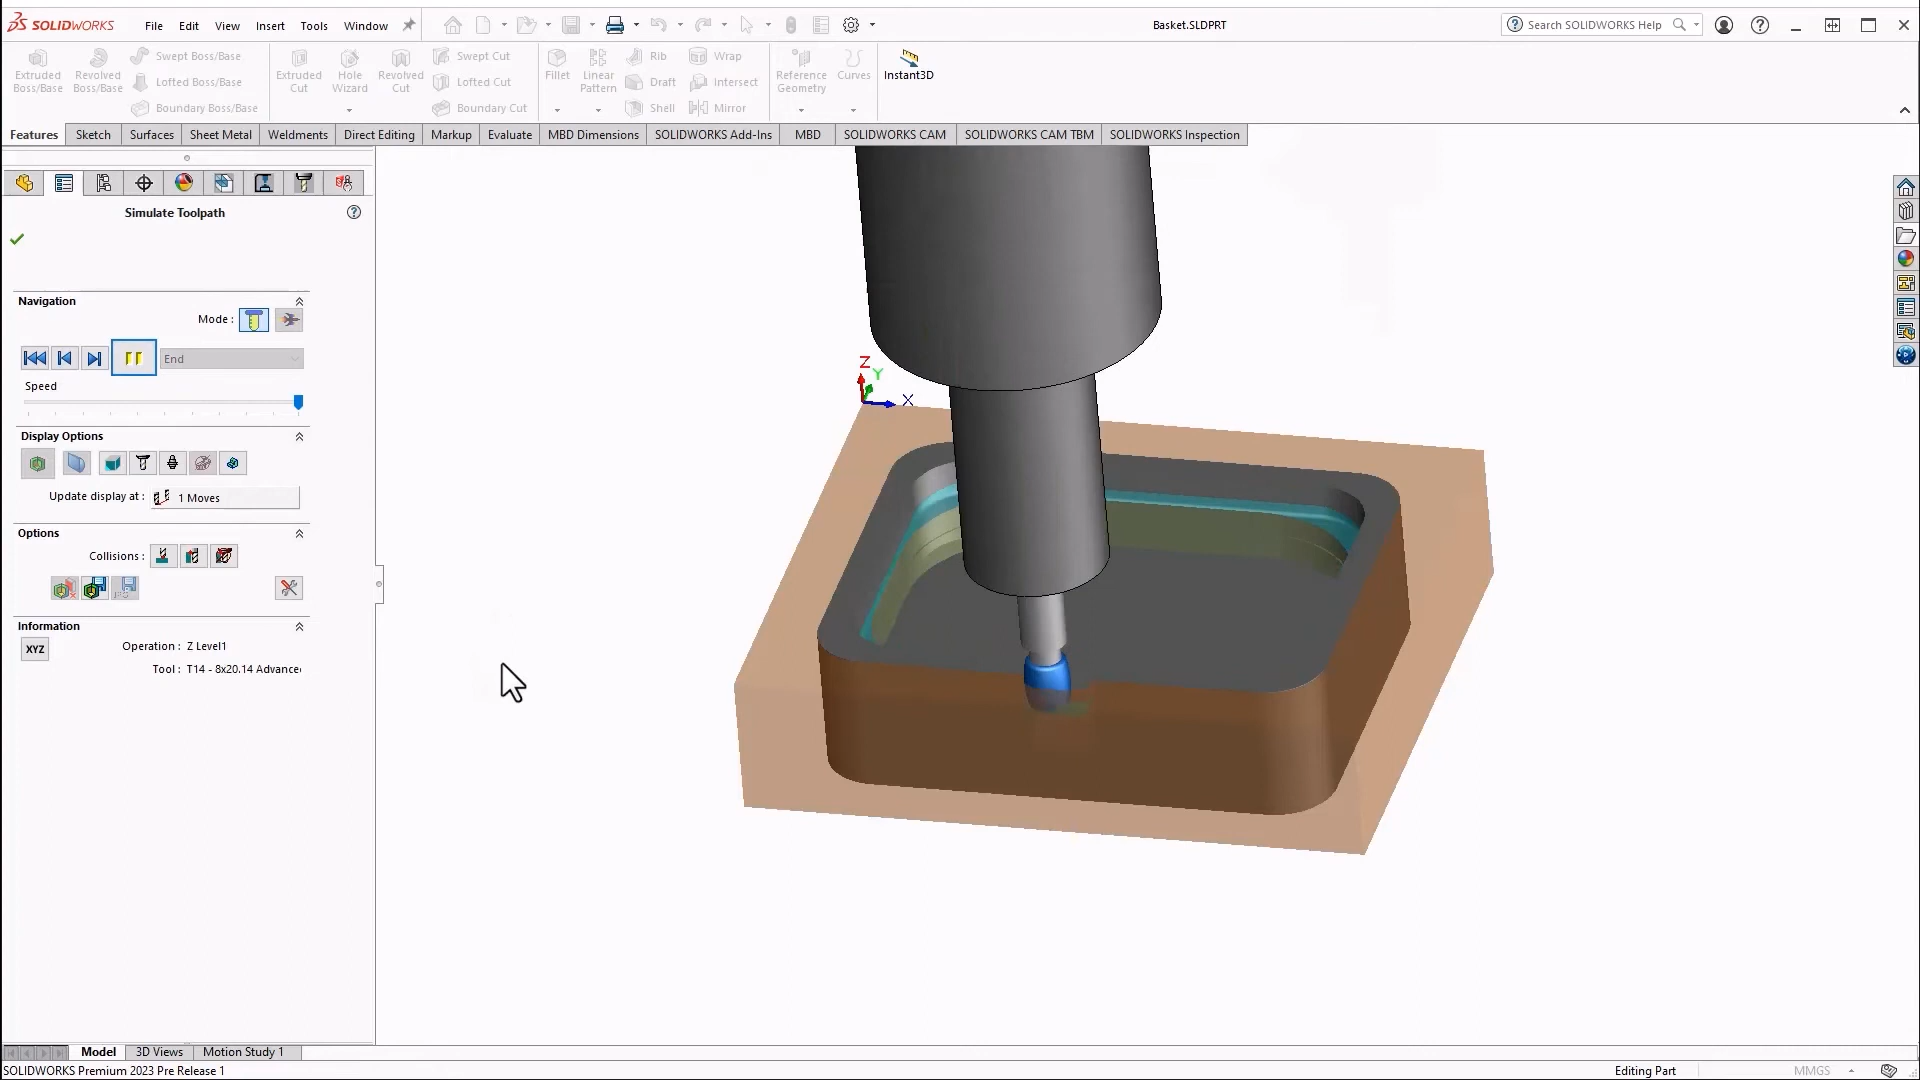 SOLIDWORKS File Edit View Insert Tools Window
Basket.SLDPRT
Search SOLIDWORKS Help
Extruded Boss/Base
Revolved Boss/Base
Swept Boss/Base
Lofted Boss/Base
Boundary Boss/Base
Extruded Cut
Hole Wizard
Revolved Cut
Swept Cut
Lofted Cut
Boundary Cut
Fillet
Linear Pattern
Rib
Draft
Shell
Wrap
Intersect
Mirror
Reference Geometry
Curves
Instant3D
Features Sketch Surfaces Sheet Metal Weldments Direct Editing Markup Evaluate MBD Dimensions SOLIDWORKS Add-Ins MBD SOLIDWORKS CAM SOLIDWORKS CAM TBM SOLIDWORKS Inspection
Simulate Toolpath
Navigation
Mode :
End
Speed
Display Options
Update display at : 1 Moves
Options
Collisions :
Information
XYZ
Operation : Z Level1
Tool : T14 - 8x20.14 Advanced
Z
Y
X
Model 3D Views Motion Study 1
SOLIDWORKS Premium 2023 Pre Release 1
Editing Part
MMGS